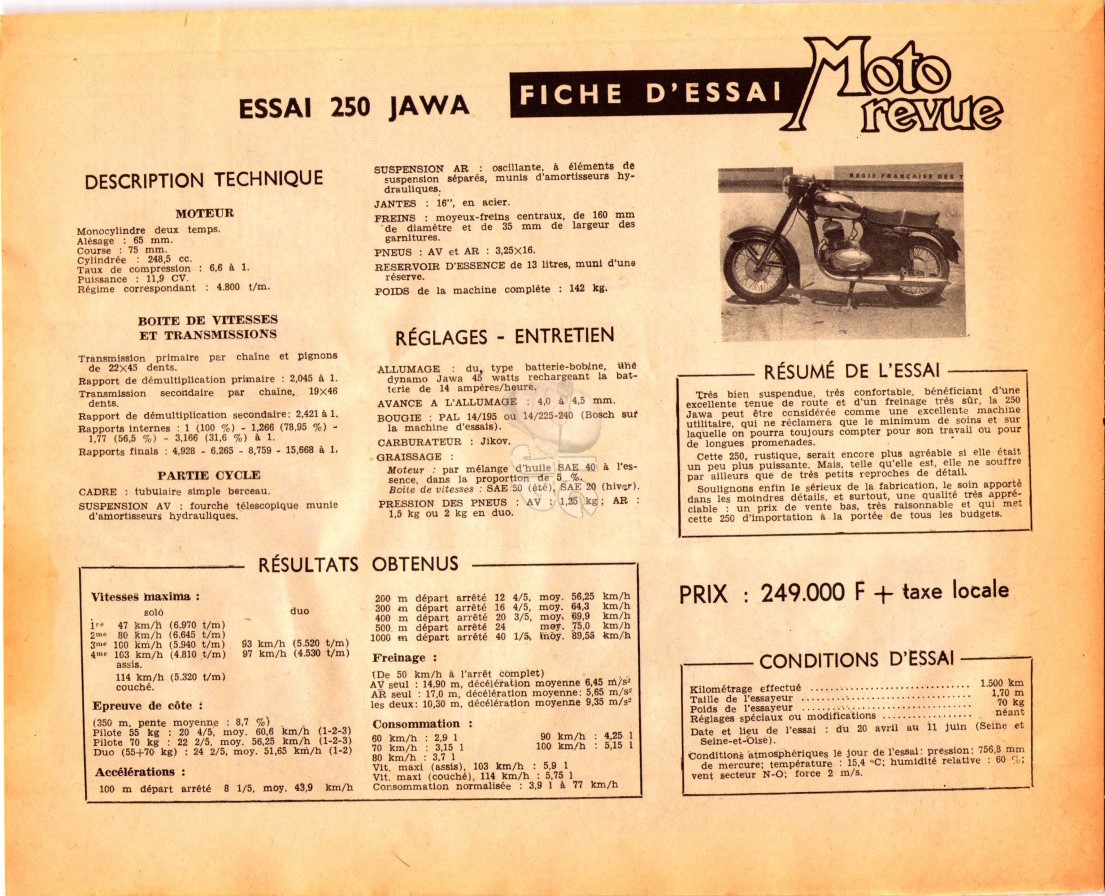 ESSAI 250 JAWA
FICHE D'ESSAI
Moto
revue
DESCRIPTION TECHNIQUE
MOTEUR
Monocylindre deux temps.
Alésage : 65 mm.
Course : 75 mm.
Cylindrée : 248,5 cc.
Taux de compression : 6,6 à 1.
Puissance : 11,9 CV.
Régime correspondant : 4.800 t/m.
BOITE DE VITESSES
ET TRANSMISSIONS
Transmission primaire par chaîne et pignons
de 22×45 dents.
Rapport de démultiplication primaire : 2,045 à 1.
Transmission secondaire par chaîne, 19×46
dents.
Rapport de démultiplication secondaire: 2,421 à 1.
Rapports internes : 1 (100 %) - 1,266 (78,95 %) -
1,77 (56,5 %) - 3,166 (31,6 %) à 1.
Rapports finals : 4,928 - 6.265 - 8,759 - 15,668 à 1.
PARTIE CYCLE
CADRE : tubulaire simple berceau.
SUSPENSION AV : fourche télescopique munie
d'amortisseurs hydrauliques.
SUSPENSION AR : oscillante, à éléments de
suspension séparés, munis d'amortisseurs hy-
drauliques.
JANTES : 16", en acier.
FREINS : moyeux-freins centraux, de 160 mm
de diamètre et de 35 mm de largeur des
garnitures.
PNEUS : AV et AR : 3,25×16.
RESERVOIR D'ESSENCE de 13 litres, muni d'une
réserve.
POIDS de la machine complète : 142 kg.
RÉGLAGES - ENTRETIEN
ALLUMAGE : du type batterie-bobine, une
dynamo Jawa 45 watts rechargeant la bat-
terie de 14 ampères/heure.
AVANCE A L'ALLUMAGE : 4,0 à 4,5 mm.
BOUGIE : PAL 14/195 ou 14/225-240 (Bosch sur
la machine d'essais).
CARBURATEUR : Jikov.
GRAISSAGE :
Moteur : par mélange d'huile SAE 40 à l'es-
sence, dans la proportion de 5 %.
Boite de vitesses : SAE 50 (été), SAE 20 (hiver).
PRESSION DES PNEUS : AV : 1,25 kg ; AR :
1,5 kg ou 2 kg en duo.
REGIE FRANCAISE DES T
RÉSUMÉ DE L'ESSAI
Très bien suspendue, très confortable, bénéficiant d'une
excellente tenue de route et d'un freinage très sûr, la 250
Jawa peut être considérée comme une excellente machine
utilitaire, qui ne réclamera que le minimum de soins et sur
laquelle on pourra toujours compter pour son travail ou pour
de longues promenades.
Cette 250, rustique, serait encore plus agréable si elle était
un peu plus puissante. Mais, telle qu'elle est, elle ne souffre
par ailleurs que de très petits reproches de détail.
Soulignons enfin le sérieux de la fabrication, le soin apporté
dans les moindres détails, et surtout, une qualité très appré-
ciable : un prix de vente bas, très raisonnable et qui met
cette 250 d'importation à la portée de tous les budgets.
RÉSULTATS OBTENUS
Vitesses maxima :
solo duo
1re 47 km/h (6.970 t/m)
2me 80 km/h (6.645 t/m)
3me 100 km/h (5.940 t/m) 93 km/h (5.520 t/m)
4me 103 km/h (4.810 t/m) 97 km/h (4.530 t/m)
assis.
114 km/h (5.320 t/m)
couché.
Epreuve de côte :
(350 m, pente moyenne : 8,7 %)
Pilote 55 kg : 20 4/5, moy. 60,6 km/h (1-2-3)
Pilote 70 kg : 22 2/5, moy. 56,25 km/h (1-2-3)
Duo (55+70 kg) : 24 2/5, moy. 51,65 km/h (1-2)
Accélérations :
100 m départ arrêté 8 1/5, moy. 43,9 km/h
200 m départ arrêté 12 4/5, moy. 56,25 km/h
300 m départ arrêté 16 4/5, moy. 64,3 km/h
400 m départ arrêté 20 3/5, moy. 69,9 km/h
500 m départ arrêté 24 moy. 75,0 km/h
1000 m départ arrêté 40 1/5, moy. 89,55 km/h
Freinage :
(De 50 km/h à l'arrêt complet)
AV seul : 14,90 m, décélération moyenne 6,45 m/s²
AR seul : 17,0 m, décélération moyenne: 5,65 m/s²
les deux: 10,30 m, décélération moyenne 9,35 m/s²
Consommation :
60 km/h : 2,9 l 90 km/h : 4,25 l
70 km/h : 3,15 l 100 km/h : 5,15 l
80 km/h : 3,7 l
Vit. maxi (assis), 103 km/h : 5,9 l
Vit. maxi (couché), 114 km/h : 5,75 l
Consommation normalisée : 3,9 l à 77 km/h
PRIX : 249.000 F + taxe locale
CONDITIONS D'ESSAI
Kilométrage effectué ........ 1.500 km
Taille de l'essayeur ........ 1,70 m
Poids de l'essayeur ........ 70 kg
Réglages spéciaux ou modifications ........ néant
Date et lieu de l'essai : du 20 avril au 11 juin (Seine et
Seine-et-Oise).
Conditions atmosphériques le jour de l'essai: pression: 756,8 mm
de mercure; température : 15,4 °C; humidité relative : 60 %;
vent secteur N-O; force 2 m/s.